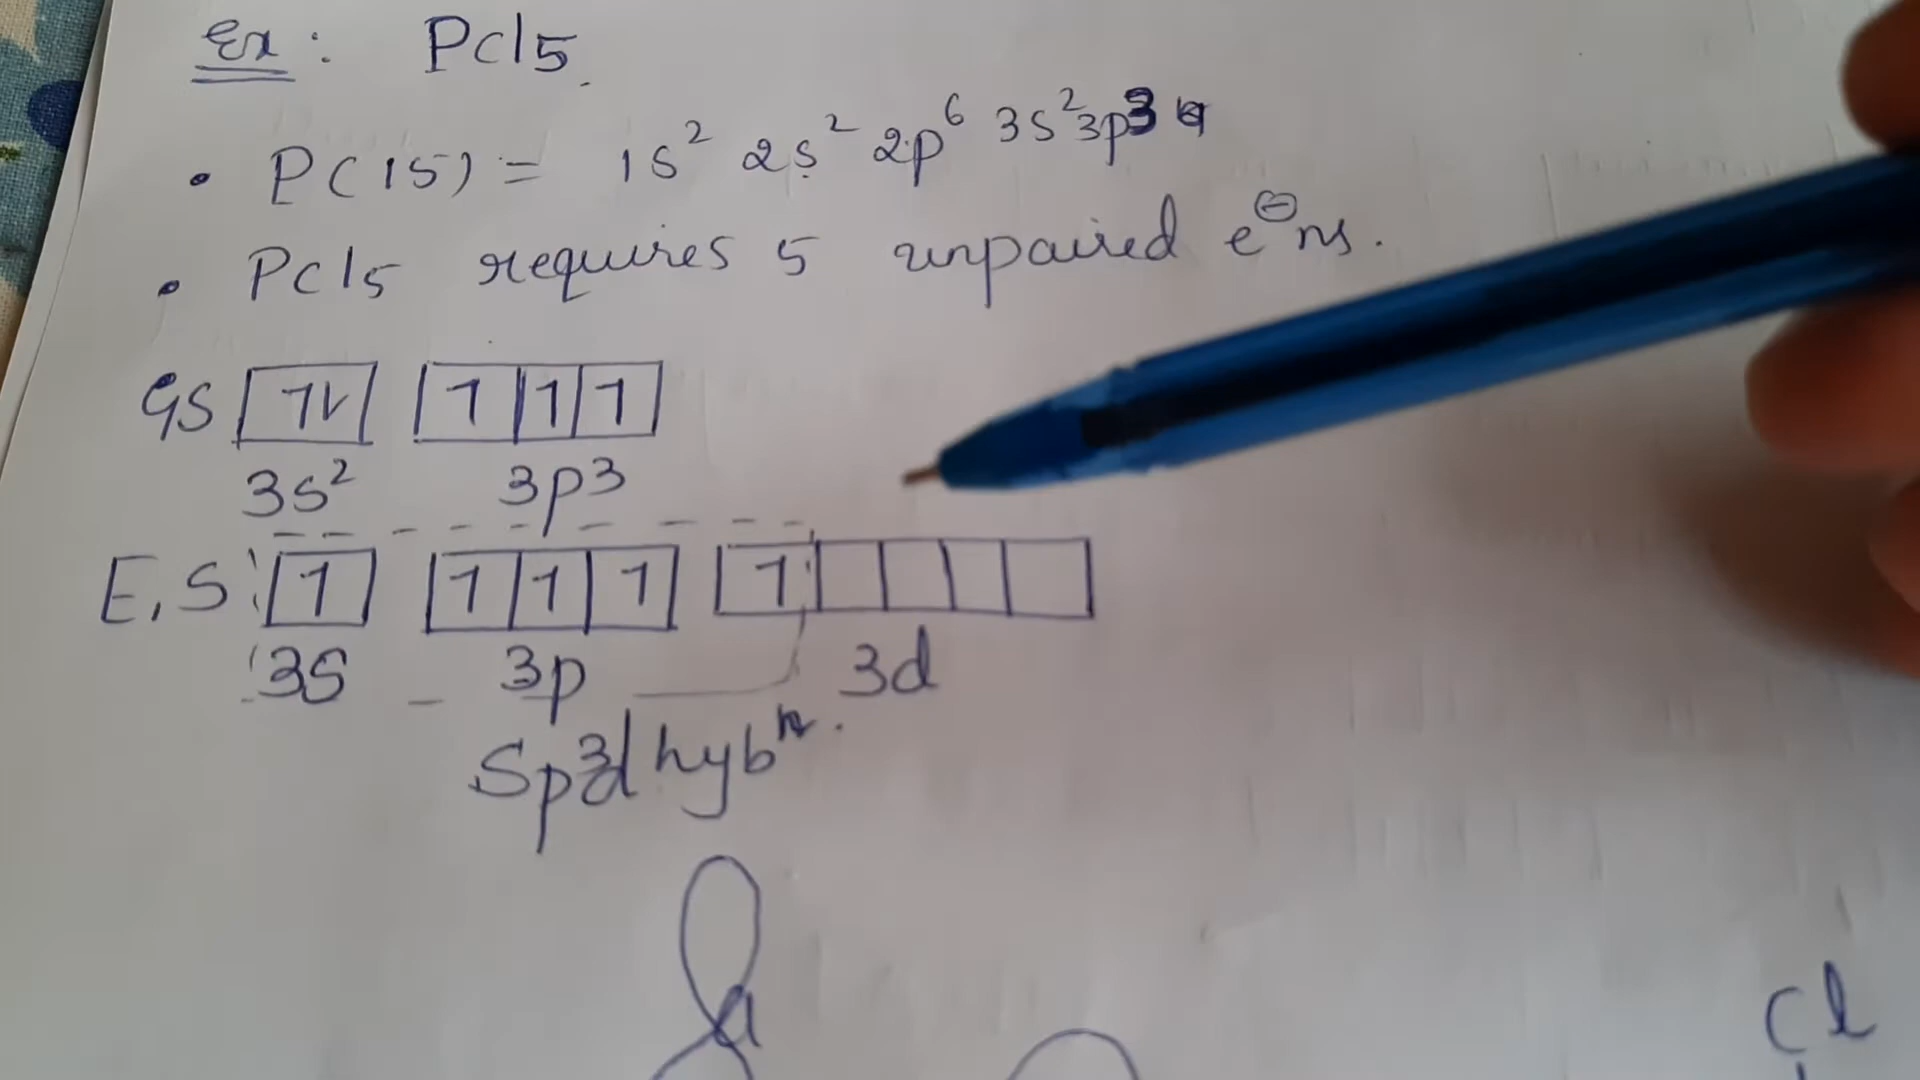 Ex: PCl5.
• P(15) = 1s² 2s² 2p⁶ 3s² 3p³
• PCl5 requires 5 unpaired e⊖ns.
GS 1↿⇂ 1 1 1
3s² 3p³
E,S 1 1 1 1 1
3S 3p 3d
Sp³d hybⁿ.
Cl